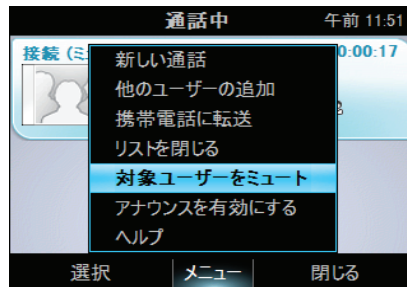 通話中 午前 11:51
接続 (ミ 0:00:17
新しい通話
他のユーザーの追加
携帯電話に転送
リストを閉じる
対象ユーザーをミュート
アナウンスを有効にする
ヘルプ
選択 メニュー 閉じる